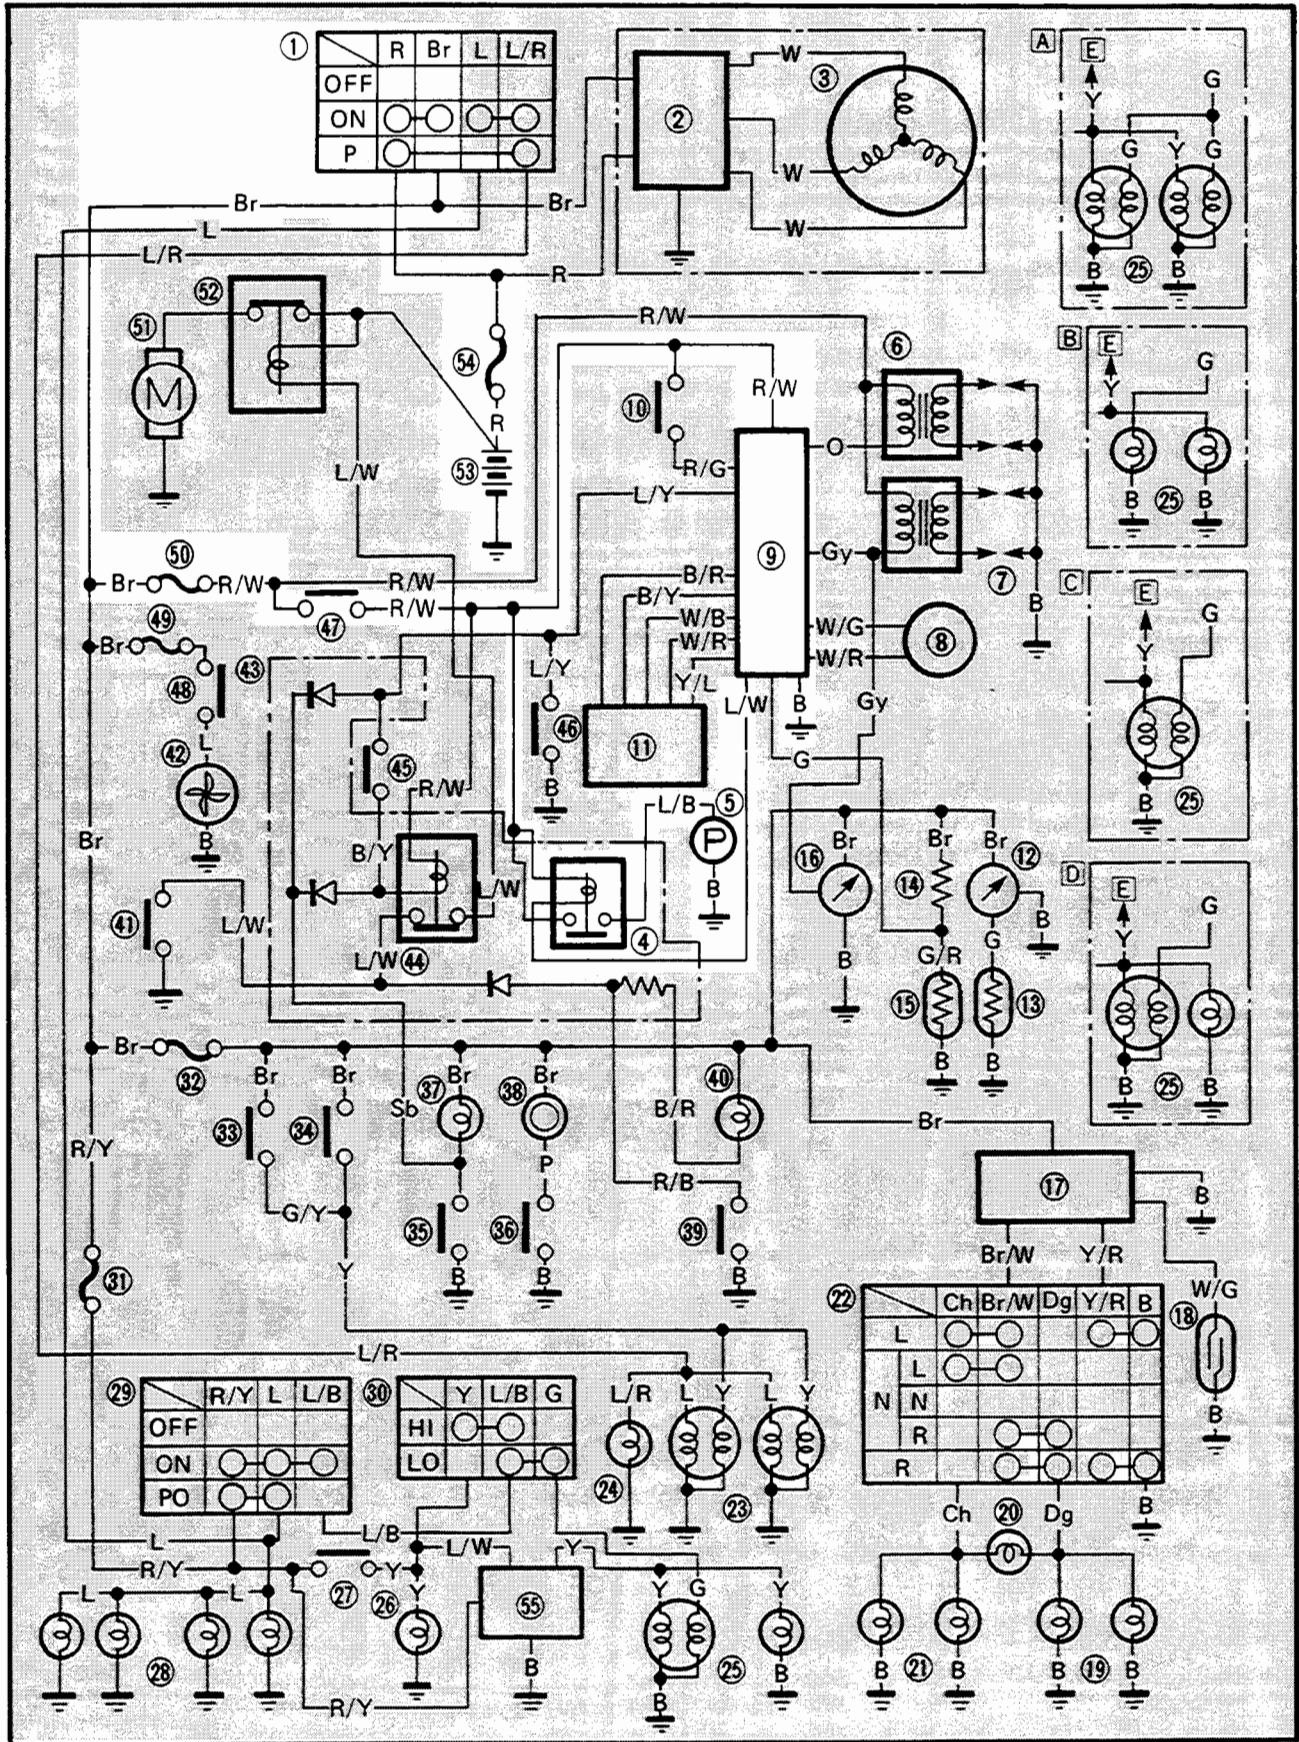 ① R Br L L/R
OFF
ON
P
② ③ W
W
W
A E
Y G
G Y G
B ㉕ B
Br Br
L
L/R
R
52
51
54
R
53
L/W
R/W
⑥
⑩ R/W
R/G O
L/Y
⑨
Gy ⑦
B
B E
Y G
B ㉕ B
50
Br R/W R/W
R/W
47
49
Br
48 43
L
42
M
B
B/R
B/Y
W/B
W/R
Y/L
L/W B
W/G
W/R
⑧
Gy
G
C E
Y G
B ㉕
L/Y
46
B
⑪
45
R/W
B/Y
L/W
44
L/W
L/B ⑤
P
B
④
Br
41
L/W
Br Br Br
⑯ ⑭ ⑫
B G/R G B
⑮ ⑬
B B
D E
Y G
B ㉕ B
Br
32
Br Br Br Br
33 34 37 38 40
Sb
B/R
P
R/B
G/Y
35 36 39
B B B
Y
R/Y
31
Br
⑰
B
Br/W Y/R
W/G
⑱
B
㉒ Ch Br/W Dg Y/R B
L
L
N N
R
R
Ch ⑳ Dg B
B ㉑ B B ⑲ B
L/R
L/R L Y L Y
㉔ ㉓
29 R/Y L L/B
OFF
ON
PO
30 Y L/B G
HI
LO
L L/B
R/Y
L/W Y
27 Y
26 Y
55
B
Y G Y
㉕
B B
L L
28
R/Y